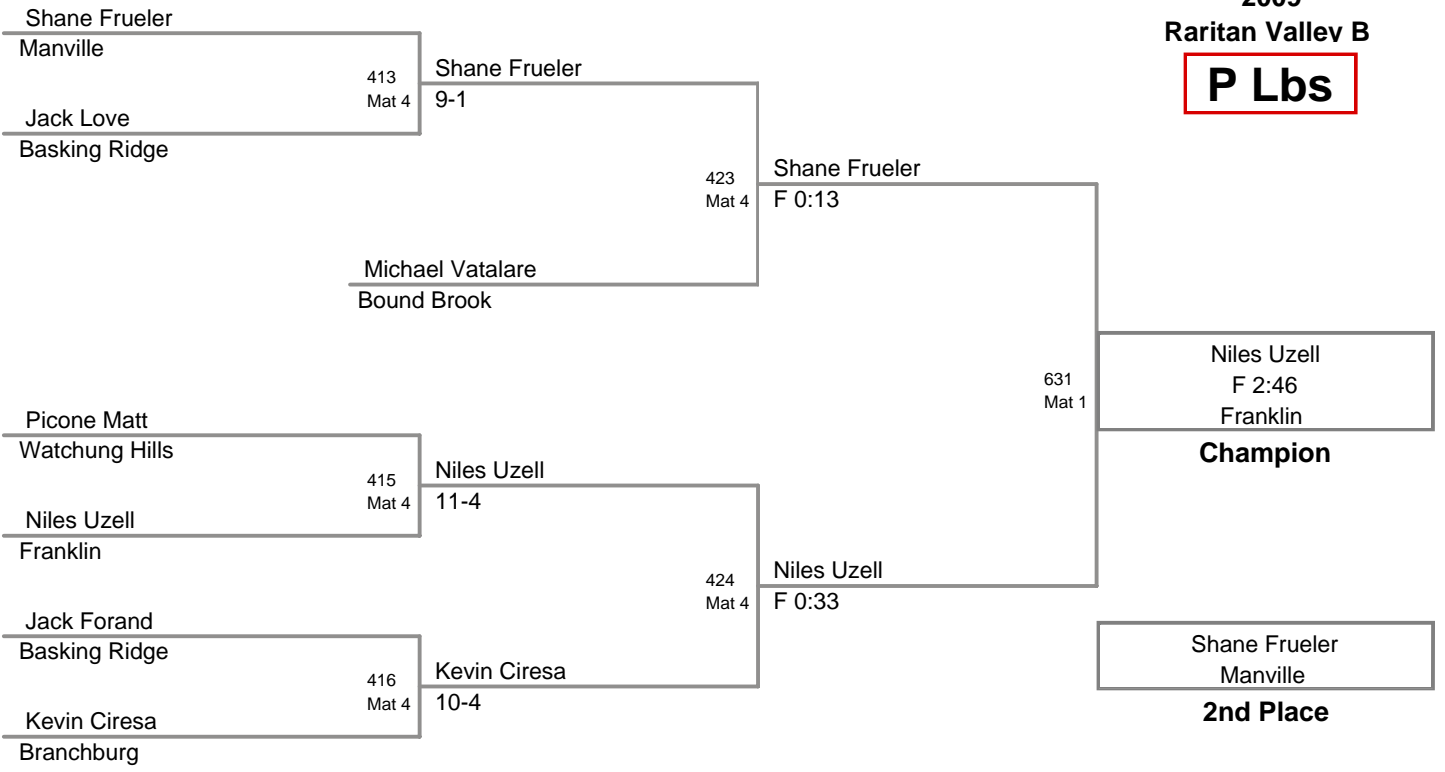 2009
Raritan Valley B
P Lbs
Shane Frueler
Manville
413
Mat 4
Jack Love
Basking Ridge
Shane Frueler
9-1
423
Mat 4
Michael Vatalare
Bound Brook
Shane Frueler
F 0:13
Picone Matt
Watchung Hills
415
Mat 4
Niles Uzell
Franklin
Niles Uzell
11-4
Jack Forand
Basking Ridge
416
Mat 4
Kevin Ciresa
Branchburg
Kevin Ciresa
10-4
424
Mat 4
Niles Uzell
F 0:33
631
Mat 1
Niles Uzell
F 2:46
Franklin
Champion
Shane Frueler
Manville
2nd Place